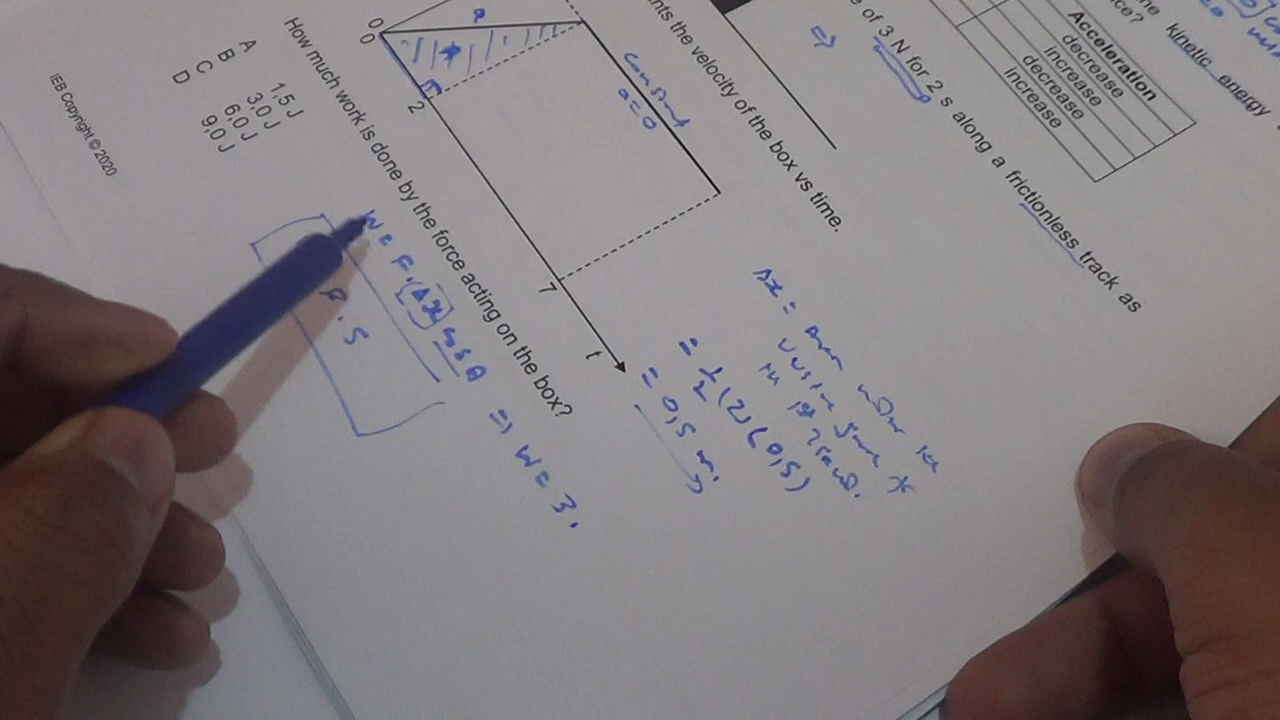 kinetic energy
Acceleration
decrease
increase
decrease
increase
of 3 N for 2 s along a frictionless track as
⇒
nts the velocity of the box vs time.
a
constant
a=0
0
0
2
7
t
How much work is done by the force acting on the box?
A 1,5 J
B 3,0 J
C 6,0 J
D 9,0 J
IEB Copyright © 2020
W = F.(Δx) cos θ ⇒ W = 3.
F. S
Δx =
= ½ (2) (0,5)
= 0,5 m.